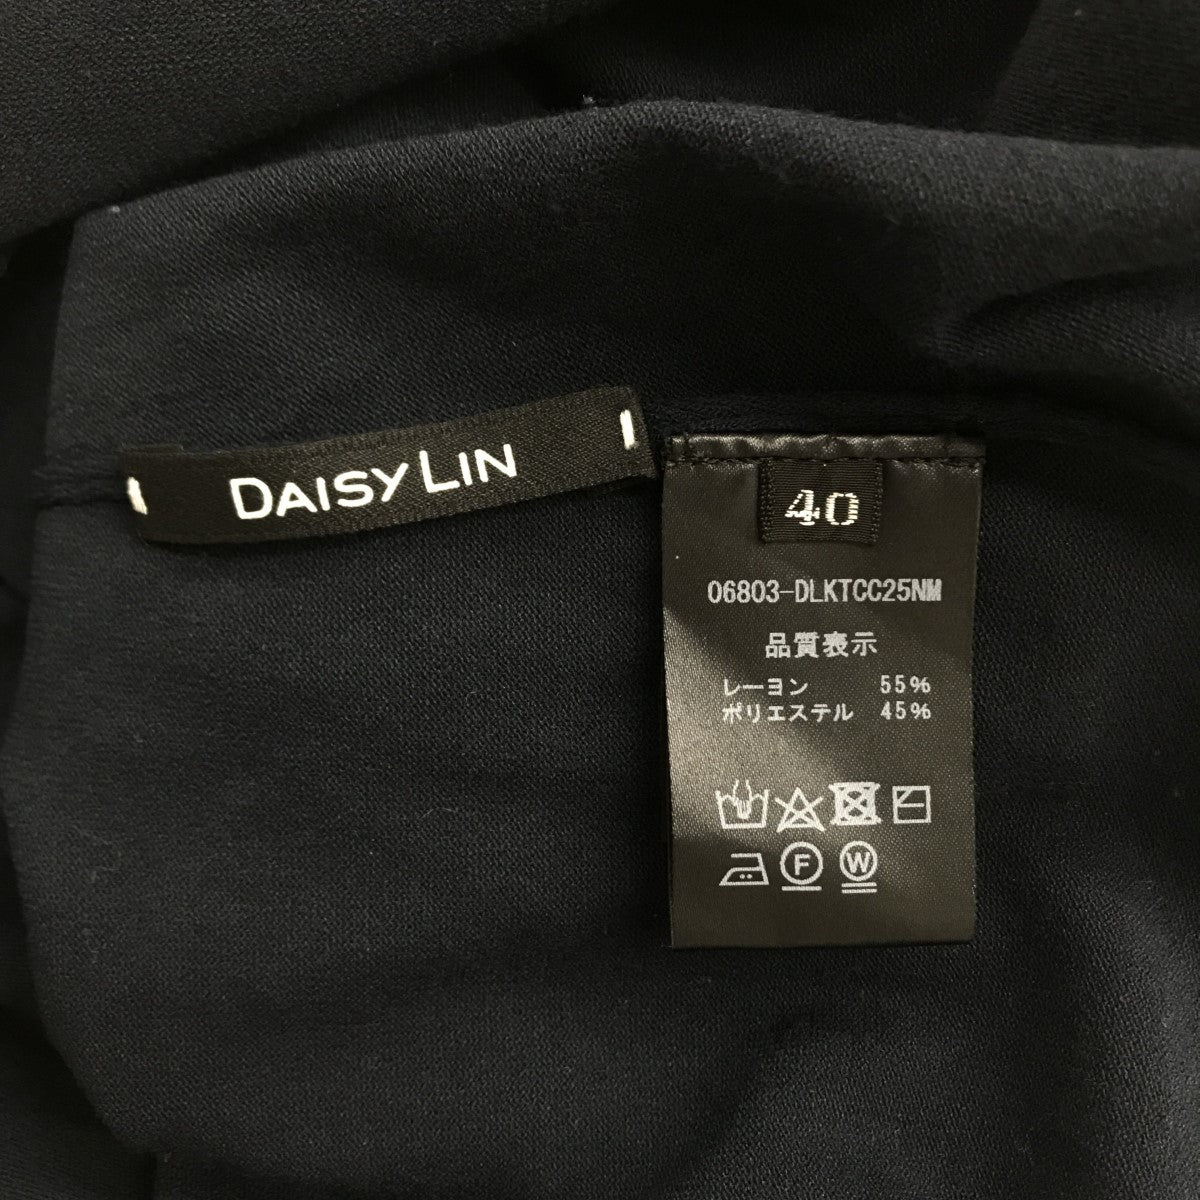 DAISY LIN
40
06803-DLKTCC25NM
品質表示
レーヨン 55%
ポリエステル 45%
F W